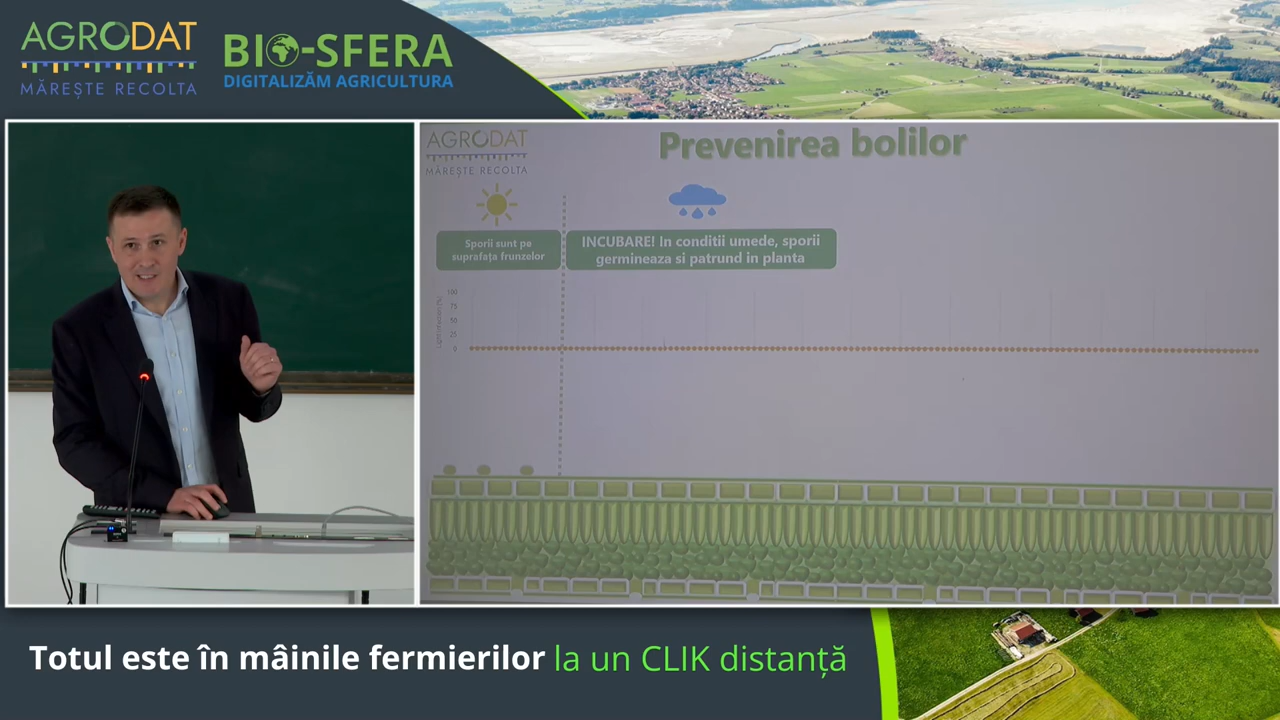 AGRODAT
MĂREȘTE RECOLTA
BIO-SFERA
DIGITALIZĂM AGRICULTURA
AGRODAT
MĂREȘTE RECOLTA
Prevenirea bolilor
Sporii sunt pe
suprafața frunzelor
INCUBARE! In conditii umede, sporii
germineaza si patrund in planta
100
75
50
25
0
Totul este în mâinile fermierilor la un CLIK distanță